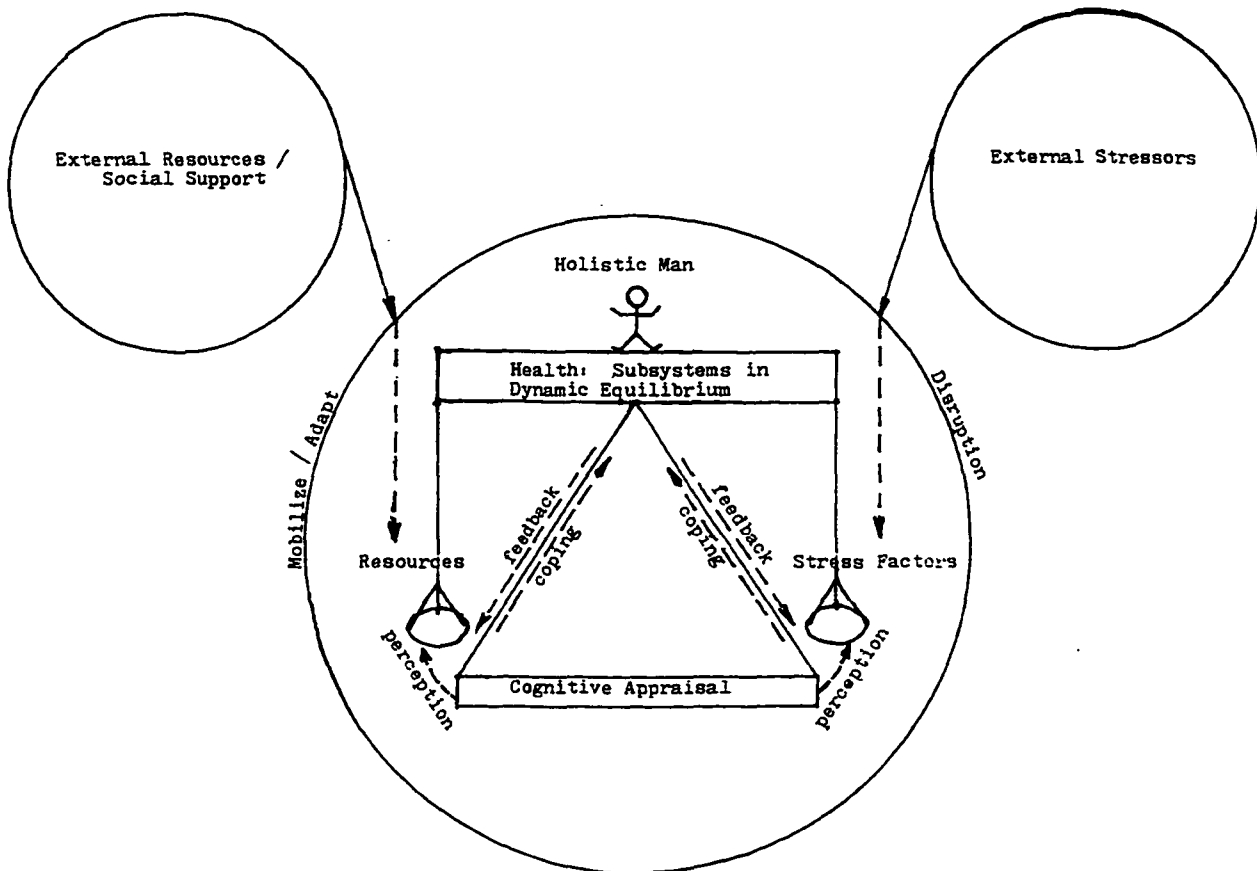 External Resources /
Social Support
External Stressors
Holistic Man
Health: Subsystems in
Dynamic Equilibrium
Mobilize / Adapt
Disruption
feedback
coping
feedback
coping
Resources
Stress Factors
perception
perception
Cognitive Appraisal